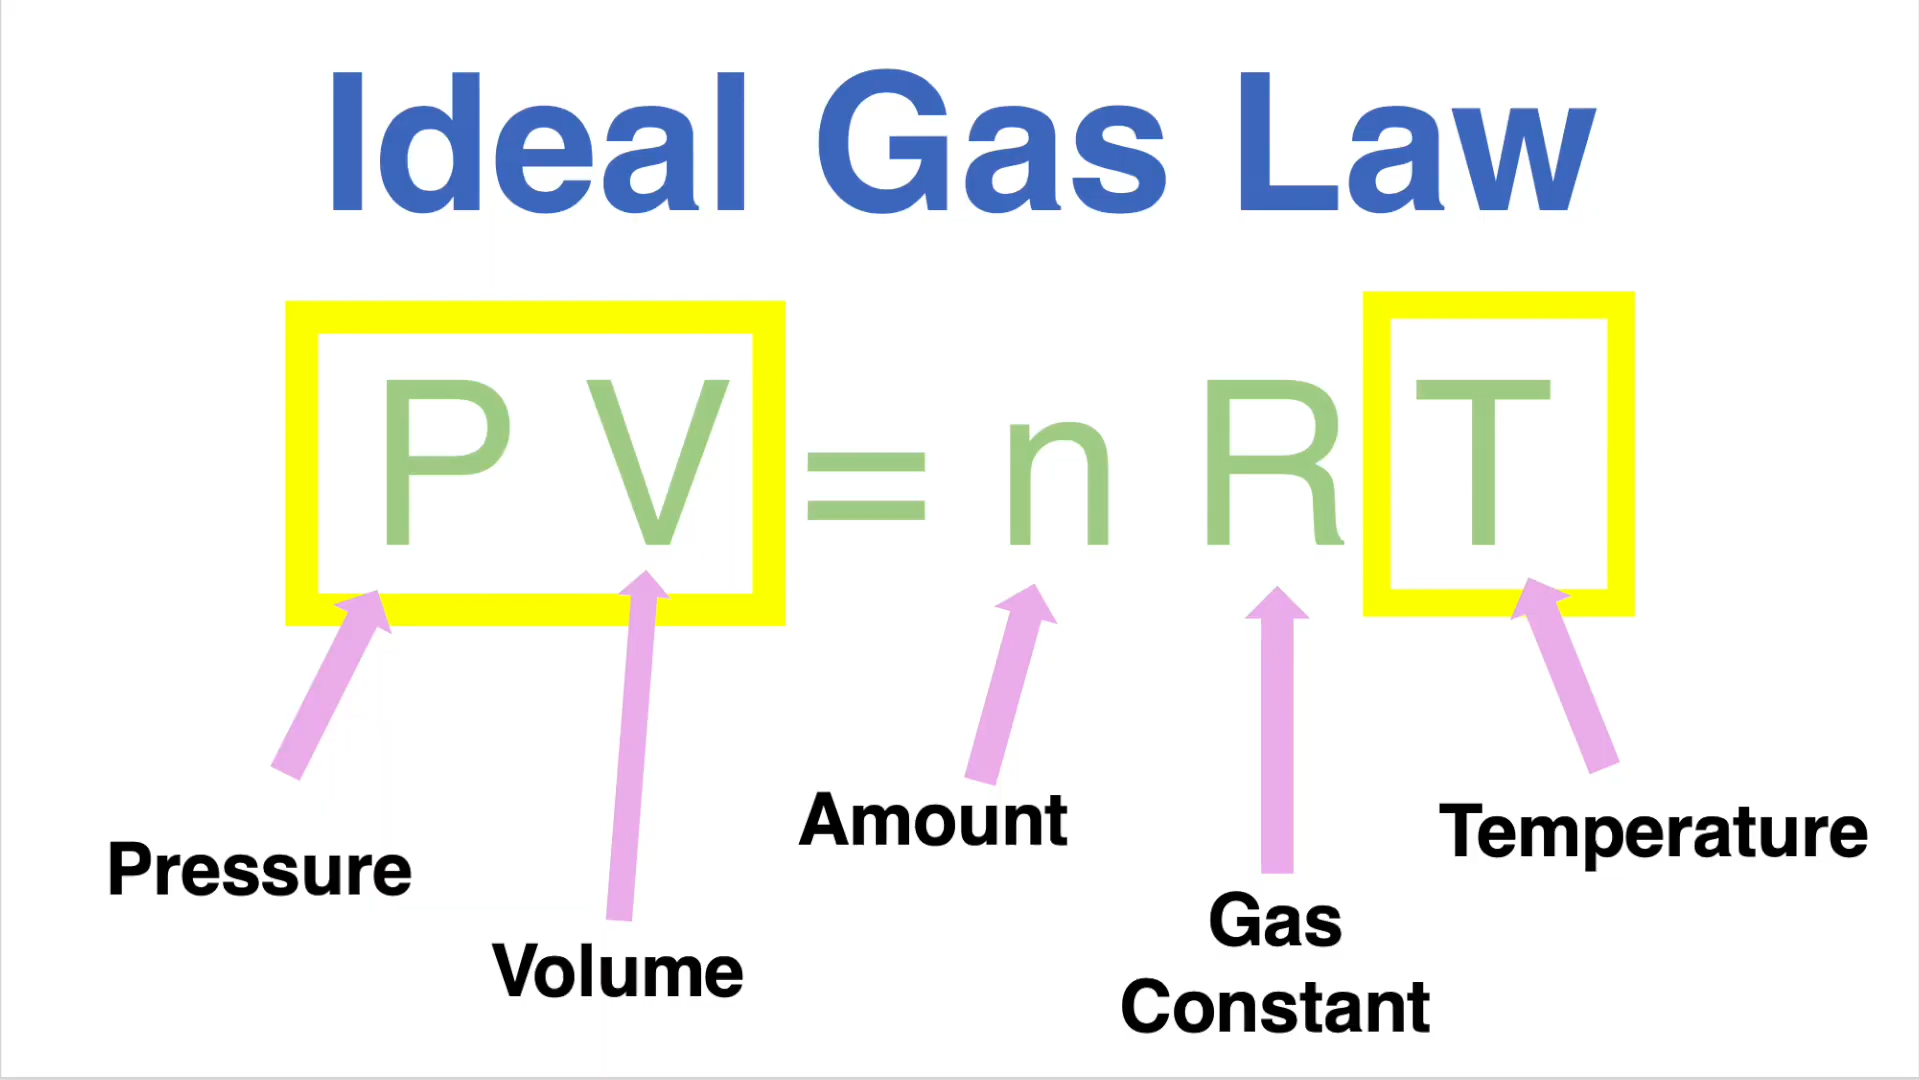 Ideal Gas Law
P V = n R T
Pressure
Volume
Amount
Gas
Constant
Temperature